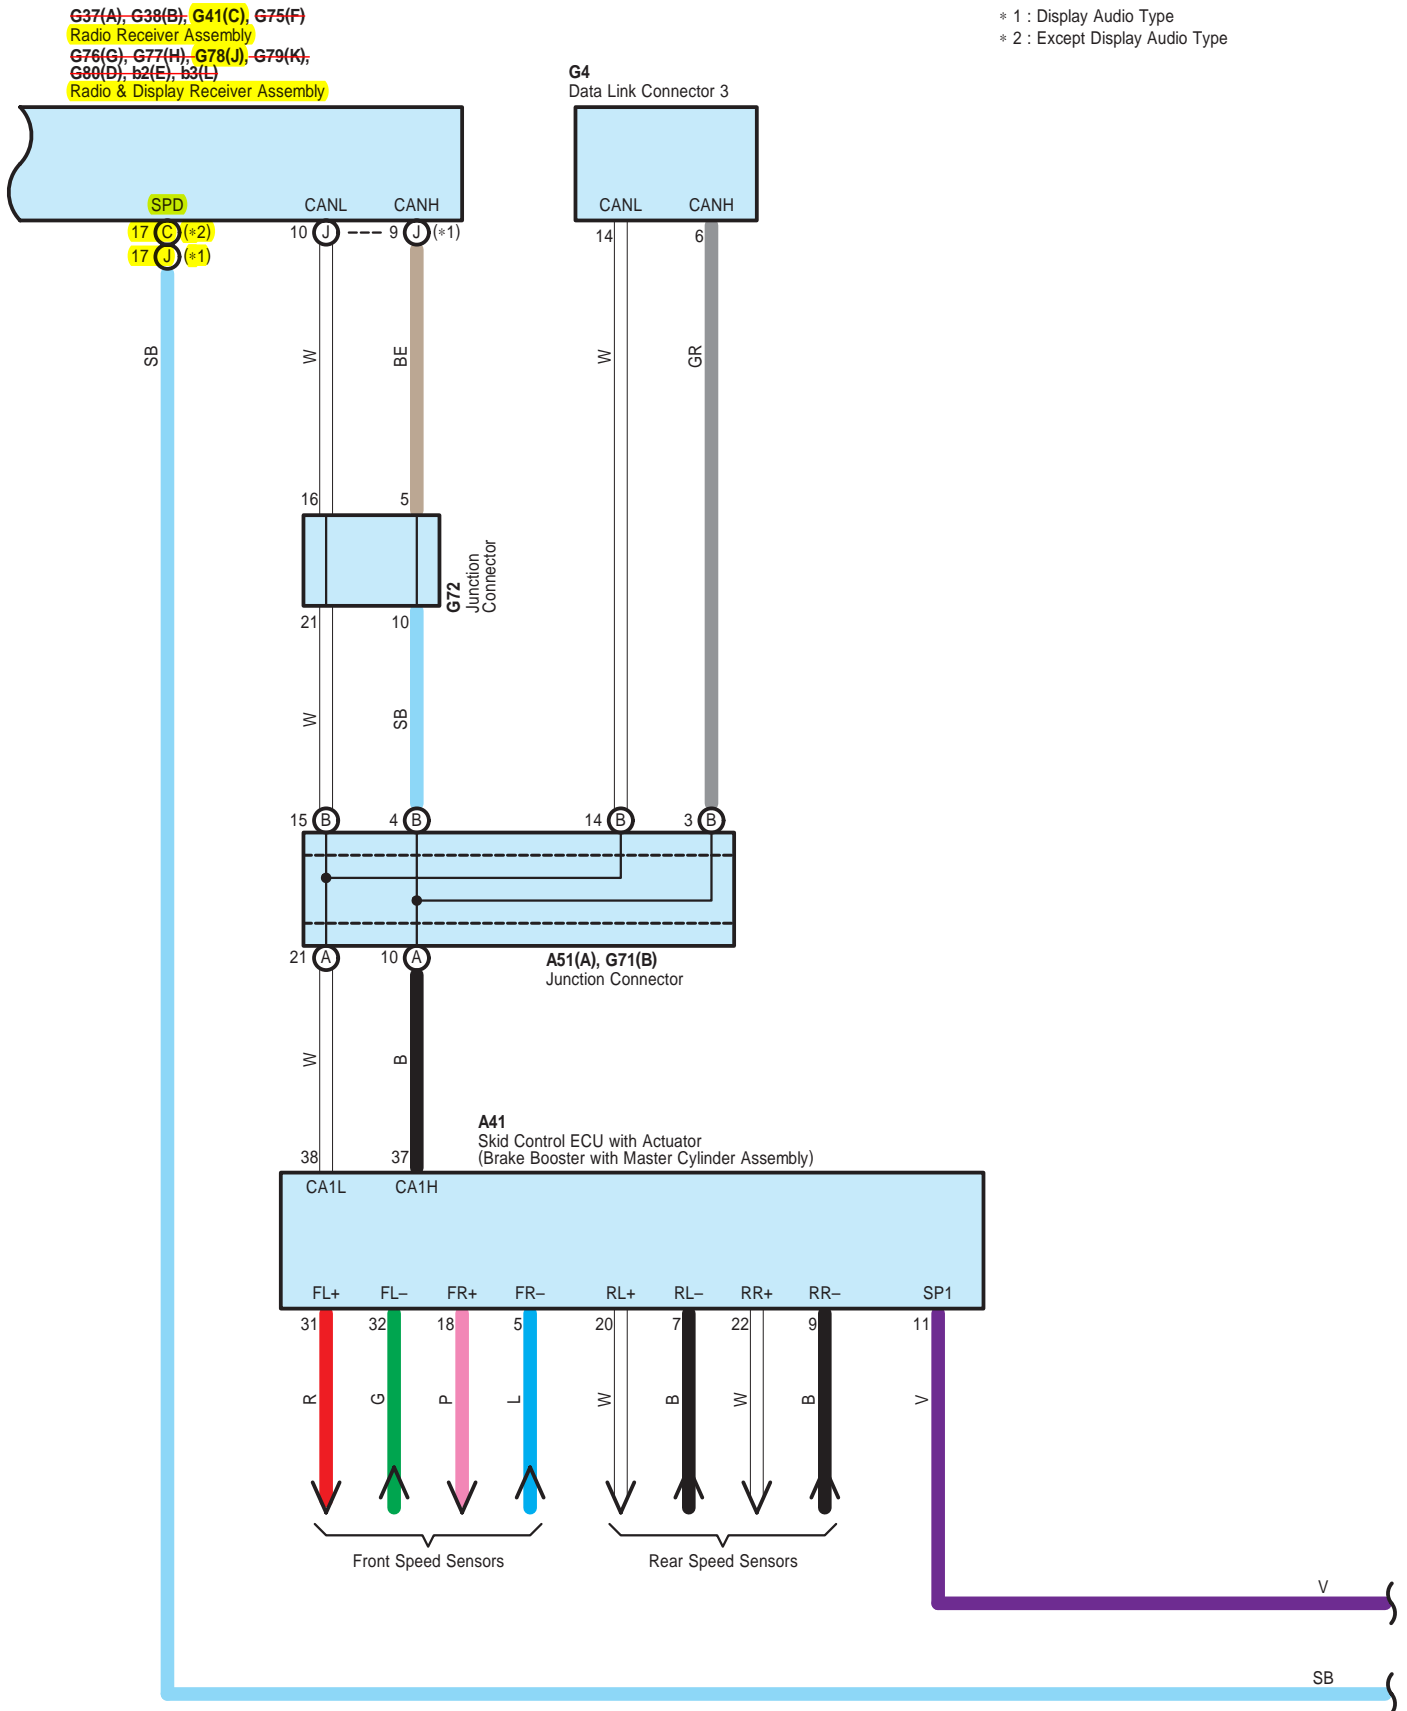 G37(A), G38(B), G41(C), G75(F)
Radio Receiver Assembly
G76(G), G77(H), G78(J), G79(K),
G80(D), b2(E), b3(L)
Radio & Display Receiver Assembly
∗ 1 : Display Audio Type
∗ 2 : Except Display Audio Type
G4
Data Link Connector 3
SPD
CANL
CANH
CANL
CANH
17 C (∗2)
10 J
9 J (∗1)
14
6
17 J (∗1)
SB
W
BE
W
GR
16
5
G72
Junction
Connector
21
10
W
SB
15 B
4 B
14 B
3 B
21 A
10 A
A51(A), G71(B)
Junction Connector
W
B
A41
Skid Control ECU with Actuator
(Brake Booster with Master Cylinder Assembly)
38
37
CA1L
CA1H
FL+
FL–
FR+
FR–
RL+
RL–
RR+
RR–
SP1
31
32
18
5
20
7
22
9
11
R
G
P
L
W
B
W
B
V
Front Speed Sensors
Rear Speed Sensors
V
SB